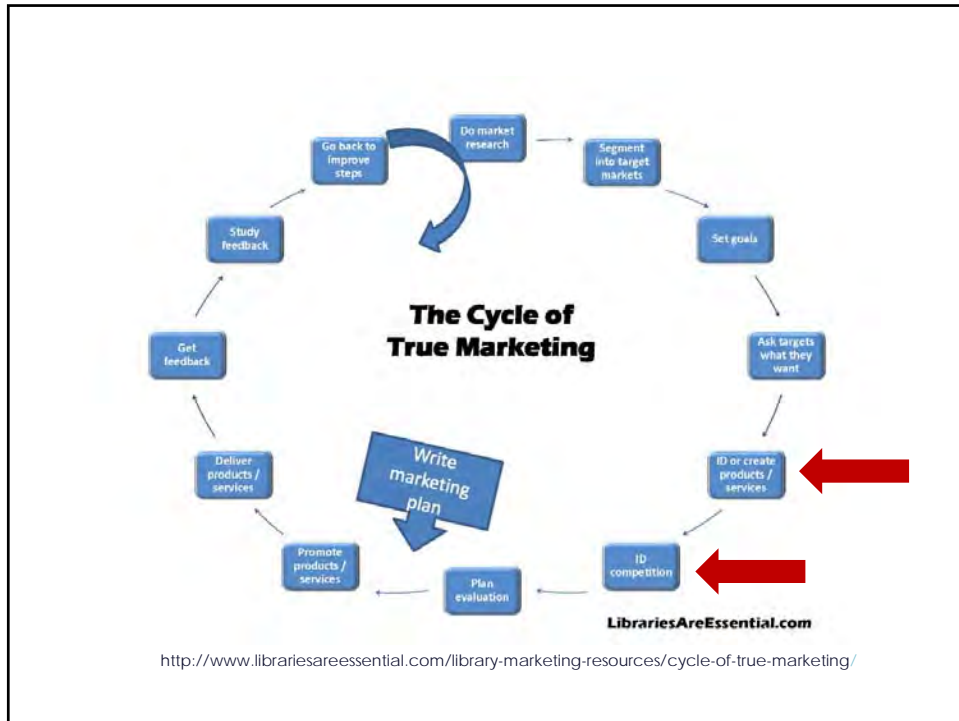 Do market
research
Segment
into target
markets
Set goals
Ask targets
what they
want
ID or create
products /
services
ID
competition
Plan
evaluation
Promote
products /
services
Deliver
products /
services
Get
feedback
Study
feedback
Go back to
improve
steps
The Cycle of
True Marketing
Write
marketing
plan
LibrariesAreEssential.com
http://www.librariesareessential.com/library-marketing-resources/cycle-of-true-marketing/